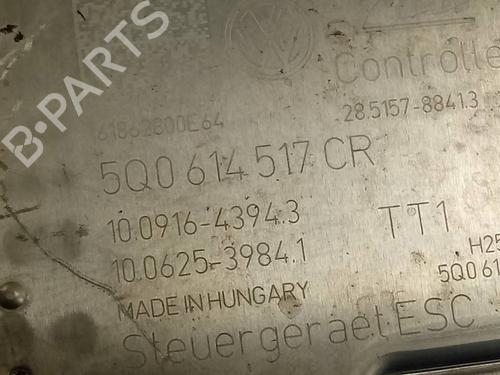 B-PARTS
Controlle
28.5157-8841.3
61862800E64
5Q0 614 517 CR
10.0916-4394.3
TT1
10.0625-3984.1
H25
5Q0 61
MADE IN HUNGARY
Steuergeraet ESC